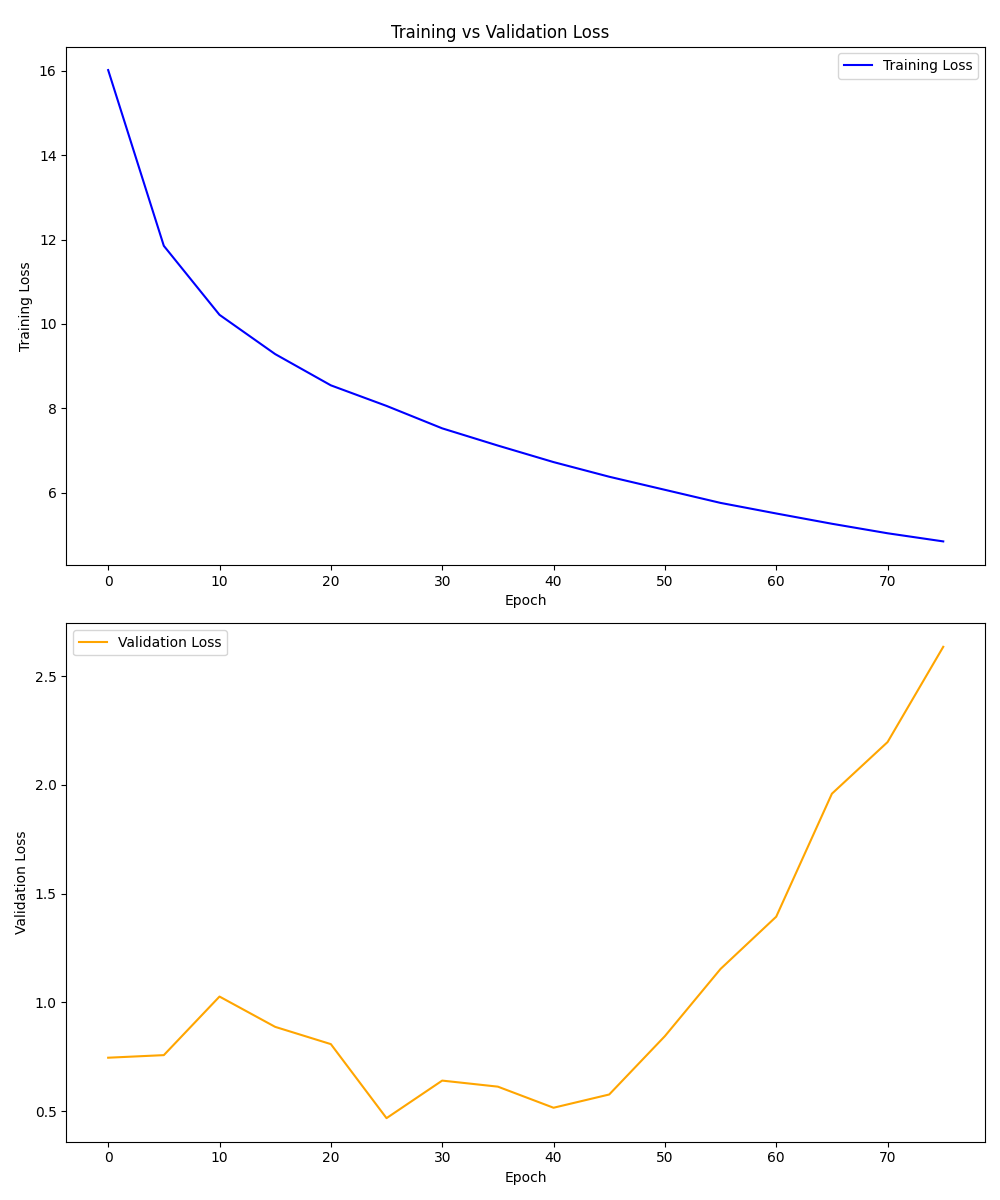 Training vs Validation Loss
Training Loss
16
14
12
10
8
6
Training Loss
0 10 20 30 40 50 60 70
Epoch
Validation Loss
2.5
2.0
1.5
1.0
0.5
Validation Loss
0 10 20 30 40 50 60 70
Epoch